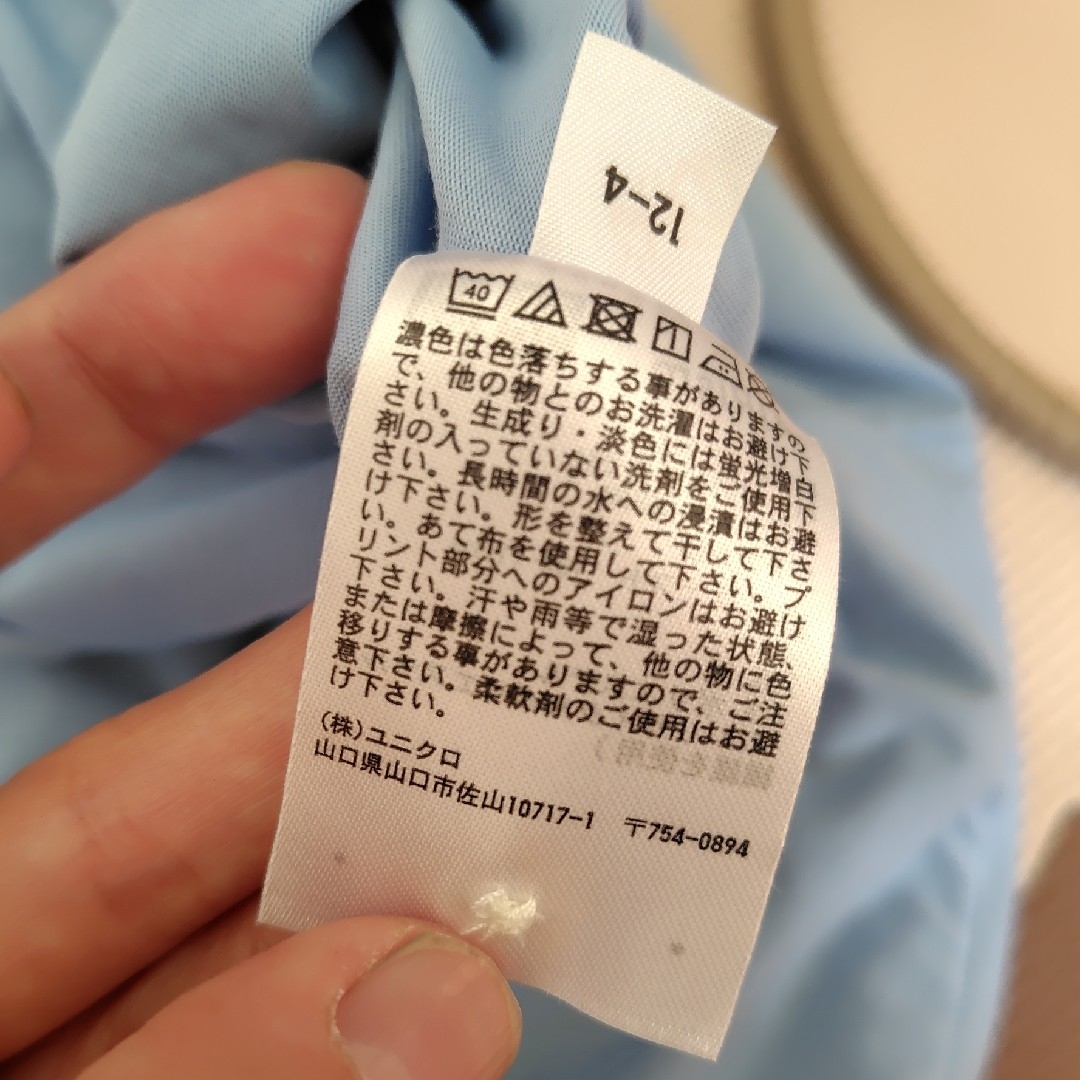 12-4
40
濃色は色落ちする事がありますの
で、他の物とのお洗濯はお避け下
さい。生成り・淡色には蛍光増白
剤の入っていない洗剤をご使用下
さい。長時間の水への浸漬はお避
け下さい。形を整えて干して下さ
い。あて布を使用して下さい。プ
リント部分へのアイロンはお避け
下さい。汗や雨等で湿った状態、
または摩擦によって、他の物に色
移りする事がありますので、ご注
意下さい。柔軟剤のご使用はお避
け下さい。
(株)ユニクロ
山口県山口市佐山10717-1 〒754-0894